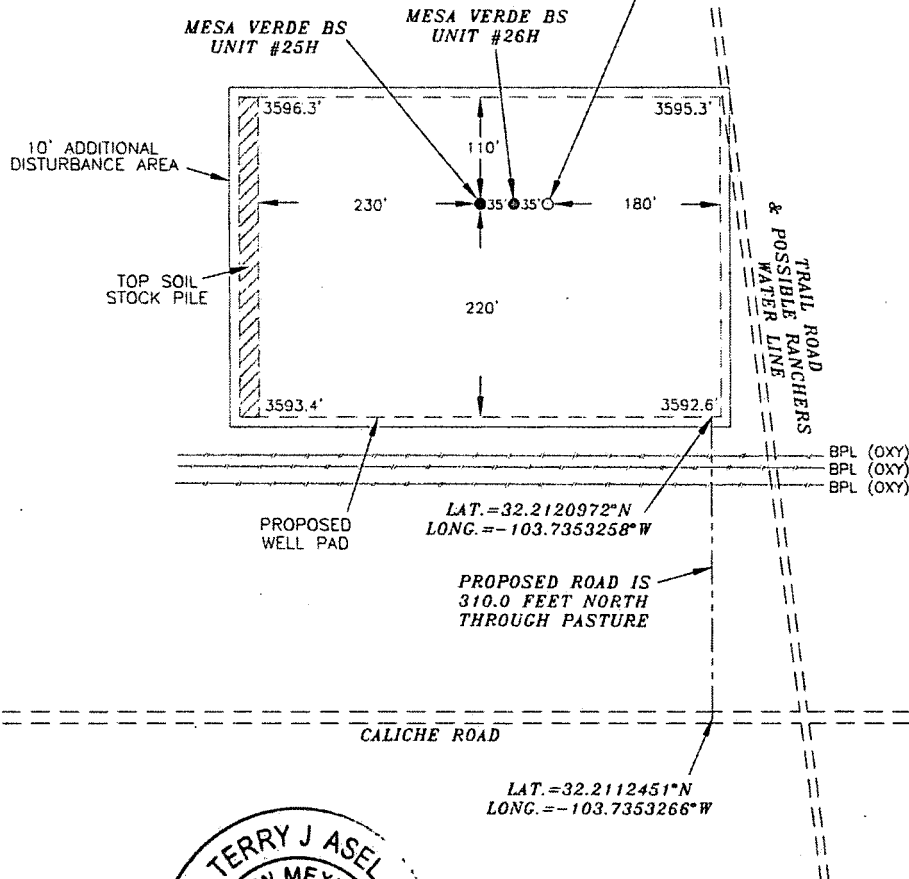 MESA VERDE BS
UNIT #25H
MESA VERDE BS
UNIT #26H
3596.3'
3595.3'
10' ADDITIONAL
DISTURBANCE AREA
110'
230'
35'
35'
180'
TOP SOIL
STOCK PILE
220'
TRAIL ROAD
& POSSIBLE RANCHERS
WATER LINE
3593.4'
3592.6'
BPL (OXY)
BPL (OXY)
BPL (OXY)
PROPOSED
WELL PAD
LAT.=32.2120972°N
LONG.=-103.7353258°W
PROPOSED ROAD IS
310.0 FEET NORTH
THROUGH PASTURE
CALICHE ROAD
LAT.=32.2112451°N
LONG.=-103.7353266°W
TERRY J ASEL